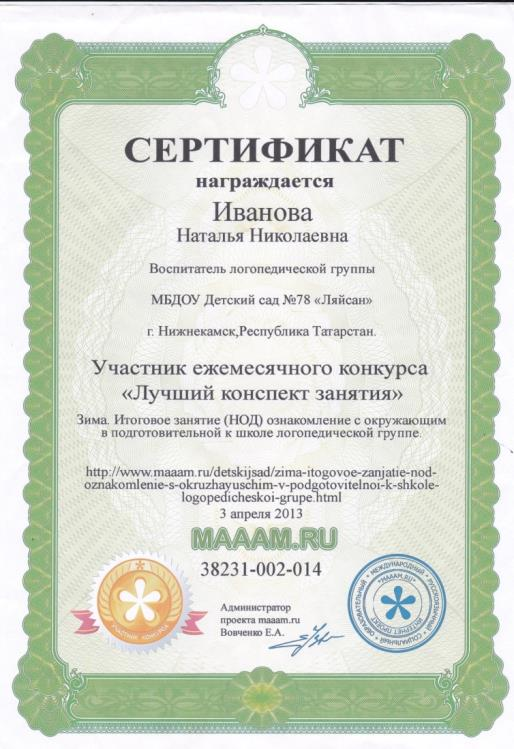 СЕРТИФИКАТ
награждается
Иванова
Наталья Николаевна
Воспитатель логопедической группы
МБДОУ Детский сад №78 «Ляйсан»
г. Нижнекамск,Республика Татарстан.
Участник ежемесячного конкурса
«Лучший конспект занятия»
Зима. Итоговое занятие (НОД) ознакомление с окружающим
в подготовительной к школе логопедической группе.
http://www.maaam.ru/detskijsad/zima-itogovoe-zanjatie-nod-
oznakomlenie-s-okruzhayuschim-v-podgotovitelnoi-k-shkole-
logopedicheskoi-grupe.html
3 апреля 2013
MAAAM.RU
38231-002-014
УЧАСТНИК КОНКУРСА
Администратор
проекта maaam.ru
Вовченко Е.А.
МЕЖДУНАРОДНЫЙ • РУССКОЯЗЫЧНЫЙ • СОЦИАЛЬНЫЙ • ОБРАЗОВАТЕЛЬНЫЙ
"MAAAM.RU"
ИНТЕРНЕТ ПРОЕКТ